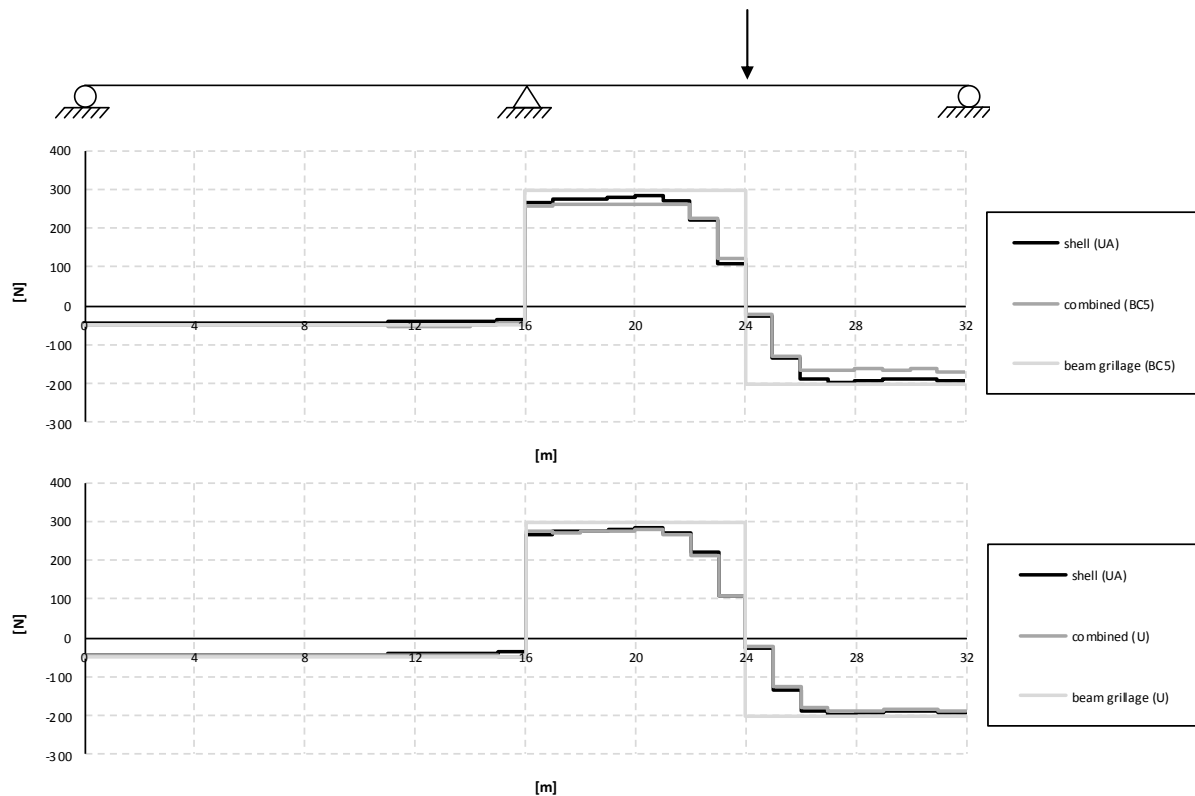 400
300
200
100
0
-100
-200
-300
[N]
0 4 8 12 16 20 24 28 32
[m]
shell (UA)
combined (BC5)
beam grillage (BC5)
400
300
200
100
0
-100
-200
-300
[N]
0 4 8 12 16 20 24 28 32
[m]
shell (UA)
combined (U)
beam grillage (U)